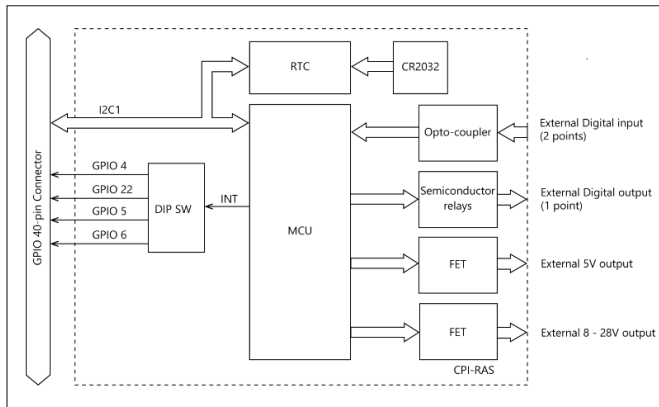 RTC
CR2032
I2C1
Opto-coupler
External Digital input
(2 points)
GPIO 4
GPIO 22
GPIO 5
GPIO 6
DIP SW
INT
MCU
Semiconductor
relays
External Digital output
(1 point)
GPIO 40-pin Connector
FET
External 5V output
FET
External 8 - 28V output
CPI-RAS